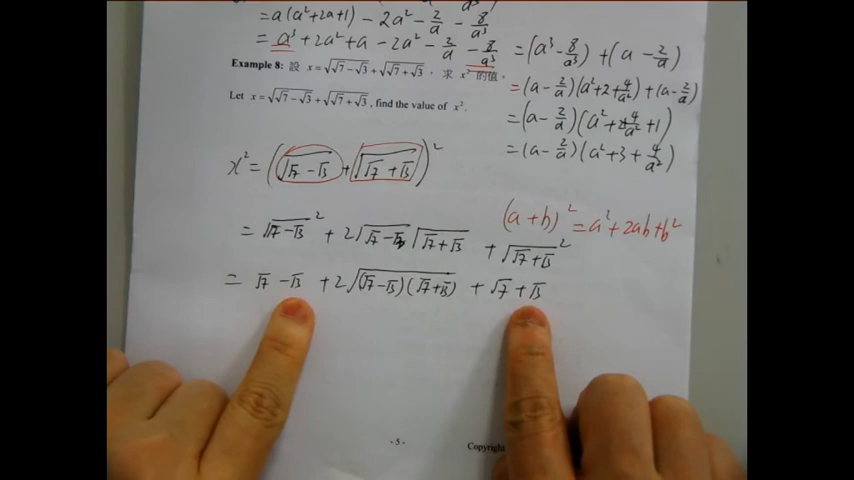 = a(a²+2a+1) - 2a² - 2/a - 8/a³
= a³ + 2a² + a - 2a² - 2/a - 8/a³
= (a³ - 8/a³) + (a - 2/a)
= (a - 2/a)(a² + 2 + 4/a²) + (a - 2/a)
= (a - 2/a)(a² + 2 + 4/a² + 1)
= (a - 2/a)(a² + 3 + 4/a²)
Example 8: 設 x = √(√7 - √3) + √(√7 + √3)，求 x² 的值。
Let x = √(√7 - √3) + √(√7 + √3), find the value of x².
x² = (√(√7 - √3) + √(√7 + √3))²
(a + b)² = a² + 2ab + b²
= √(√7 - √3)² + 2√(√7 - √3) √(√7 + √3) + √(√7 + √3)²
= √7 - √3 + 2√((√7 - √3)(√7 + √3)) + √7 + √3
- 5 -
Copyright